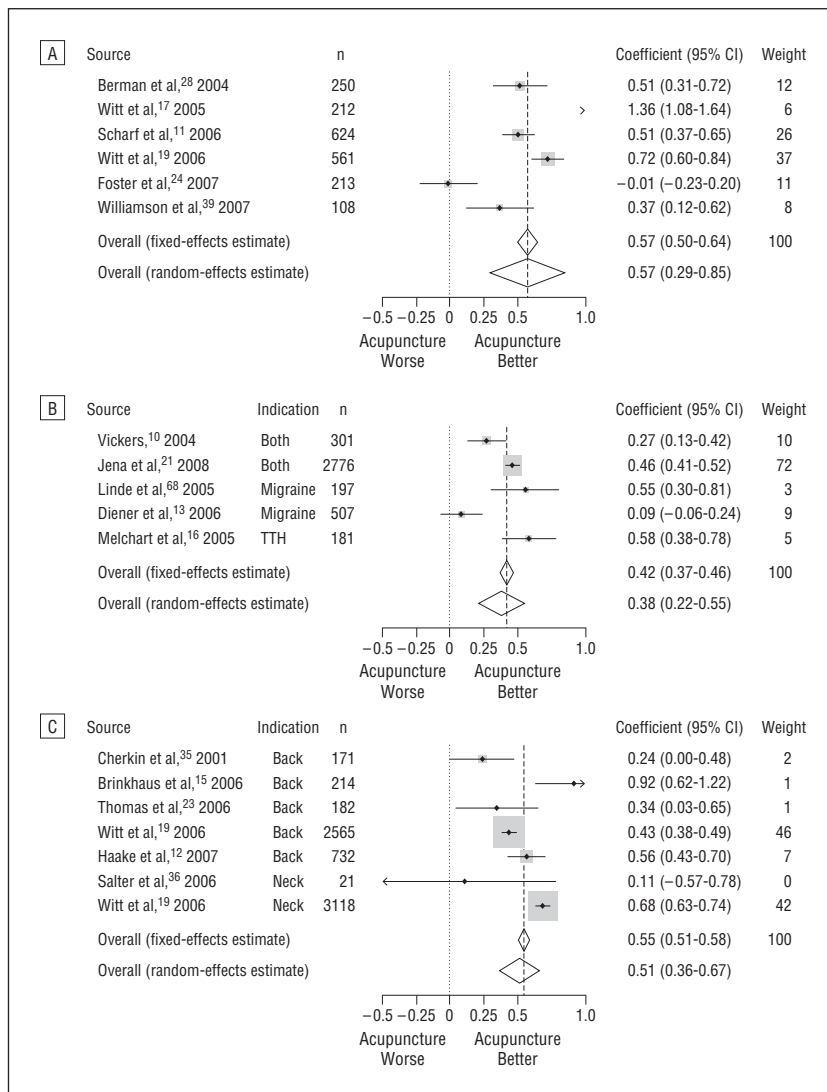 A Source n Coefficient (95% CI) Weight
Berman et al,28 2004 250 0.51 (0.31-0.72) 12
Witt et al,17 2005 212 1.36 (1.08-1.64) 6
Scharf et al,11 2006 624 0.51 (0.37-0.65) 26
Witt et al,19 2006 561 0.72 (0.60-0.84) 37
Foster et al,24 2007 213 −0.01 (−0.23-0.20) 11
Williamson et al,39 2007 108 0.37 (0.12-0.62) 8
Overall (fixed-effects estimate) 0.57 (0.50-0.64) 100
Overall (random-effects estimate) 0.57 (0.29-0.85)
−0.5 −0.25 0 0.25 0.5 1.0
Acupuncture Acupuncture
Worse Better
B Source Indication n Coefficient (95% CI) Weight
Vickers,10 2004 Both 301 0.27 (0.13-0.42) 10
Jena et al,21 2008 Both 2776 0.46 (0.41-0.52) 72
Linde et al,68 2005 Migraine 197 0.55 (0.30-0.81) 3
Diener et al,13 2006 Migraine 507 0.09 (−0.06-0.24) 9
Melchart et al,16 2005 TTH 181 0.58 (0.38-0.78) 5
Overall (fixed-effects estimate) 0.42 (0.37-0.46) 100
Overall (random-effects estimate) 0.38 (0.22-0.55)
−0.5 −0.25 0 0.25 0.5 1.0
Acupuncture Acupuncture
Worse Better
C Source Indication n Coefficient (95% CI) Weight
Cherkin et al,35 2001 Back 171 0.24 (0.00-0.48) 2
Brinkhaus et al,15 2006 Back 214 0.92 (0.62-1.22) 1
Thomas et al,23 2006 Back 182 0.34 (0.03-0.65) 1
Witt et al,19 2006 Back 2565 0.43 (0.38-0.49) 46
Haake et al,12 2007 Back 732 0.56 (0.43-0.70) 7
Salter et al,36 2006 Neck 21 0.11 (−0.57-0.78) 0
Witt et al,19 2006 Neck 3118 0.68 (0.63-0.74) 42
Overall (fixed-effects estimate) 0.55 (0.51-0.58) 100
Overall (random-effects estimate) 0.51 (0.36-0.67)
−0.5 −0.25 0 0.25 0.5 1.0
Acupuncture Acupuncture
Worse Better